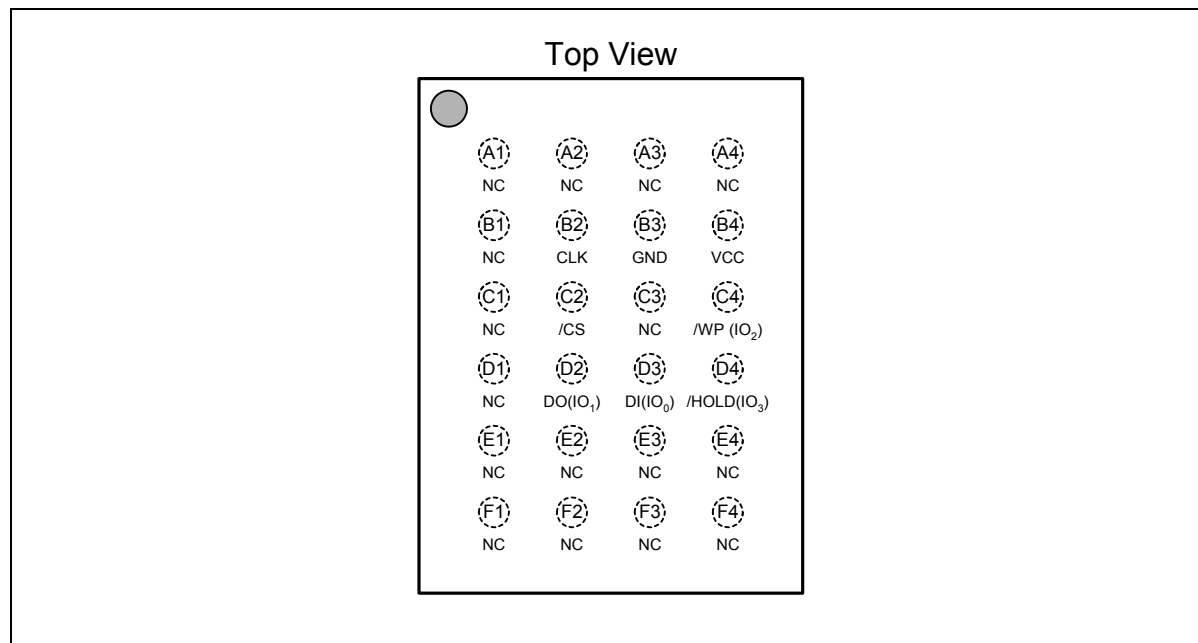 Top View
A1 A2 A3 A4
NC NC NC NC
B1 B2 B3 B4
NC CLK GND VCC
C1 C2 C3 C4
NC /CS NC /WP (IO₂)
D1 D2 D3 D4
NC DO(IO₁) DI(IO₀) /HOLD(IO₃)
E1 E2 E3 E4
NC NC NC NC
F1 F2 F3 F4
NC NC NC NC